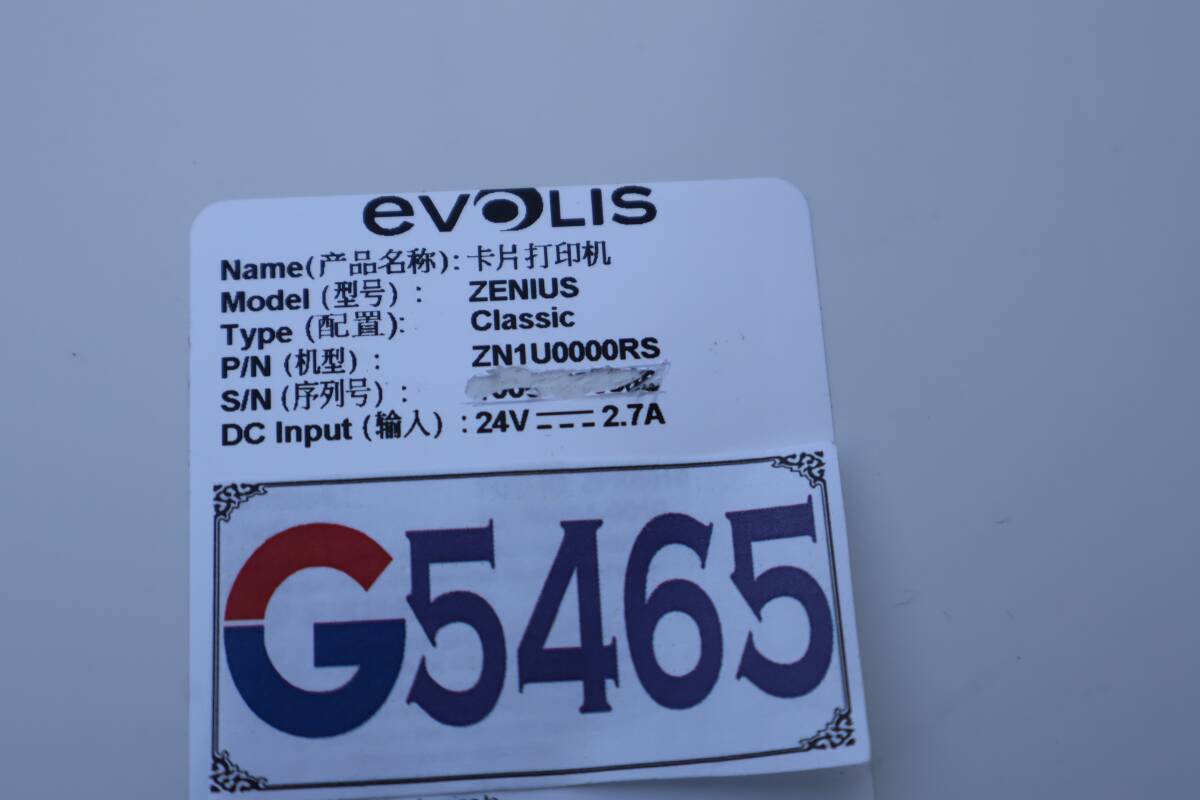 evolis
Name(产品名称): 卡片打印机
Model (型号) : ZENIUS
Type (配置): Classic
P/N (机型) : ZN1U0000RS
S/N (序列号) :
DC Input (输入) : 24V 2.7A
G5465